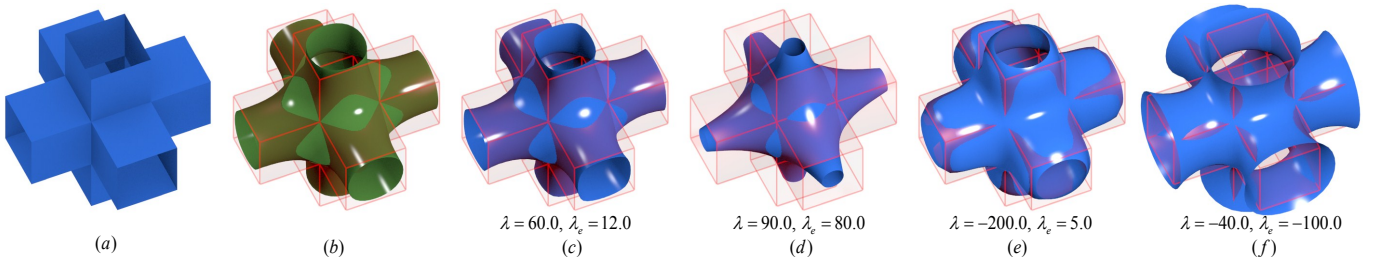 λ = 60.0, λₑ = 12.0 λ = 90.0, λₑ = 80.0 λ = −200.0, λₑ = 5.0 λ = −40.0, λₑ = −100.0
(a) (b) (c) (d) (e) (f)